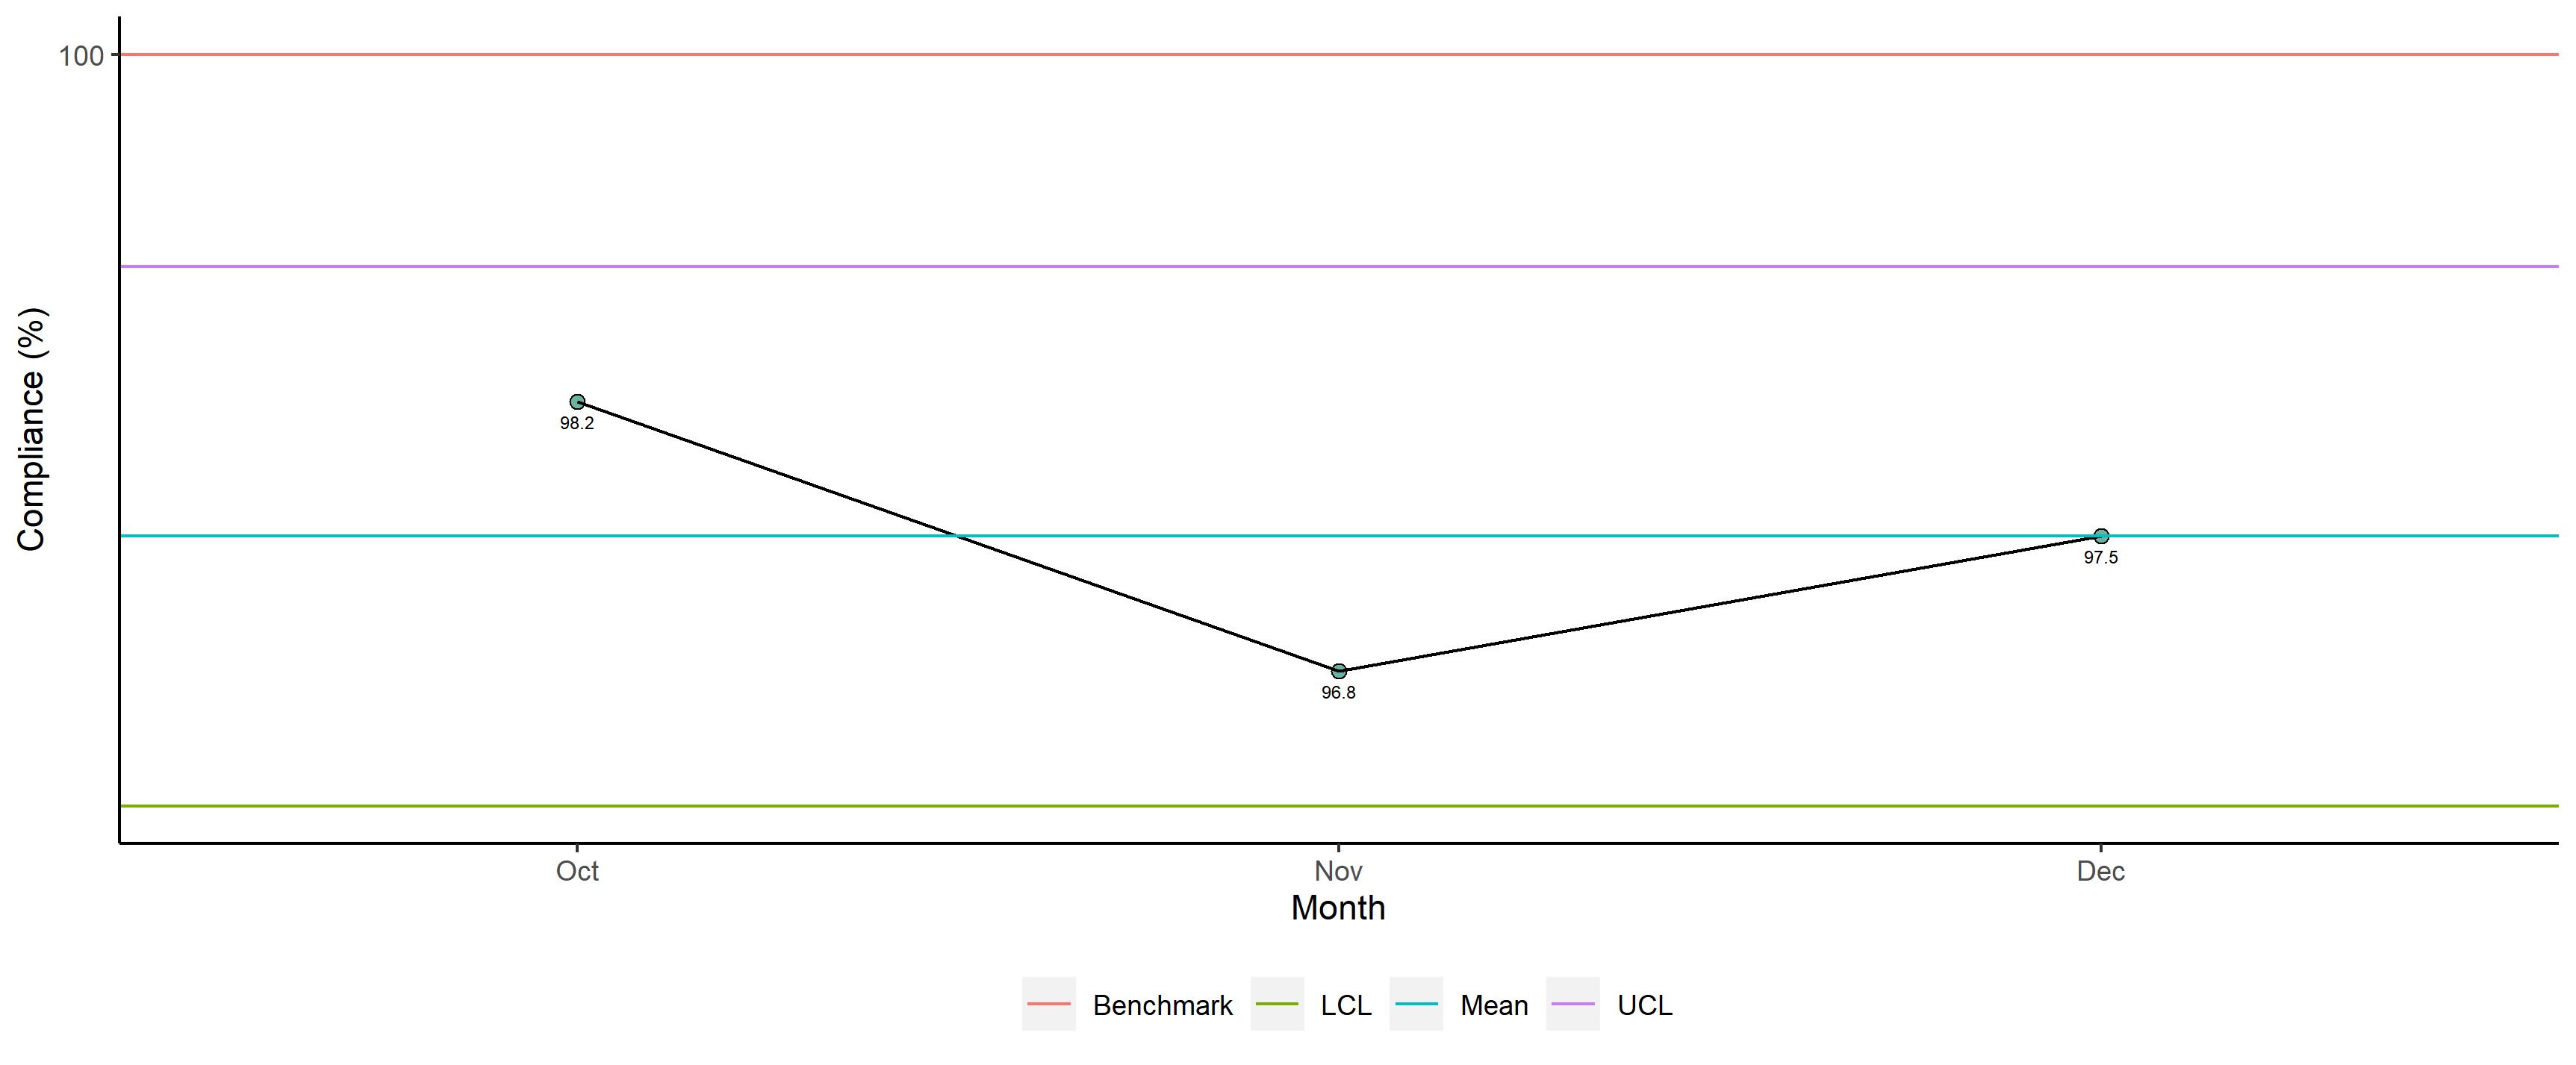 Compliance (%)
100
98.2
96.8
97.5
Oct Nov Dec
Month
Benchmark LCL Mean UCL